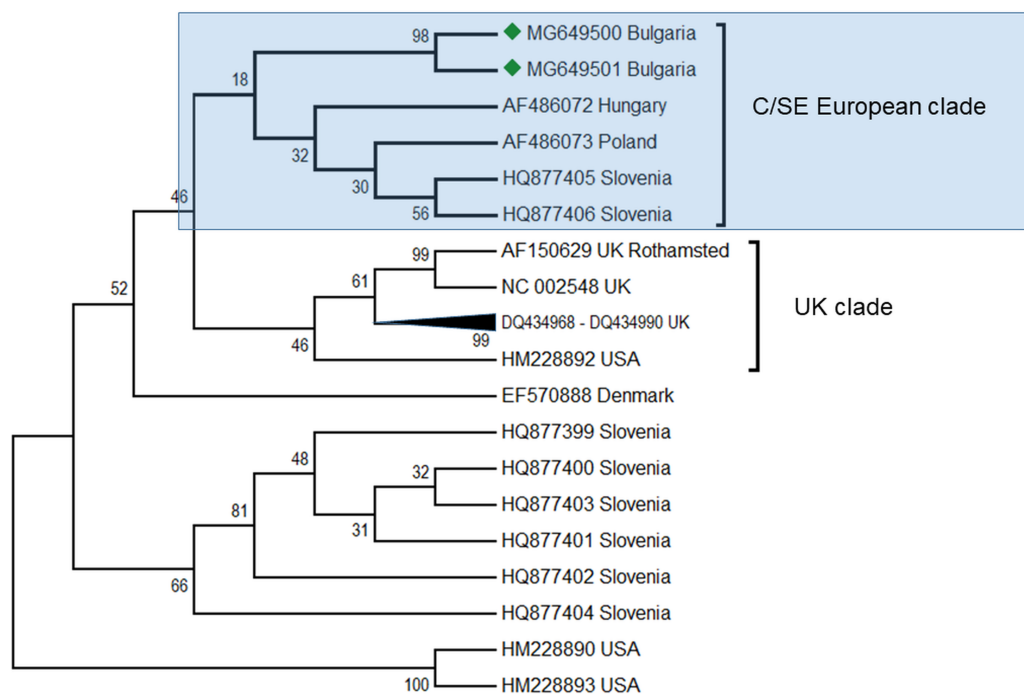 98
MG649500 Bulgaria
MG649501 Bulgaria
18
AF486072 Hungary
C/SE European clade
32
AF486073 Poland
30
HQ877405 Slovenia
56
HQ877406 Slovenia
46
99
AF150629 UK Rothamsted
61
NC 002548 UK
52
UK clade
DQ434968 - DQ434990 UK
99
46
HM228892 USA
EF570888 Denmark
HQ877399 Slovenia
48
32
HQ877400 Slovenia
HQ877403 Slovenia
81
31
HQ877401 Slovenia
HQ877402 Slovenia
66
HQ877404 Slovenia
HM228890 USA
100
HM228893 USA